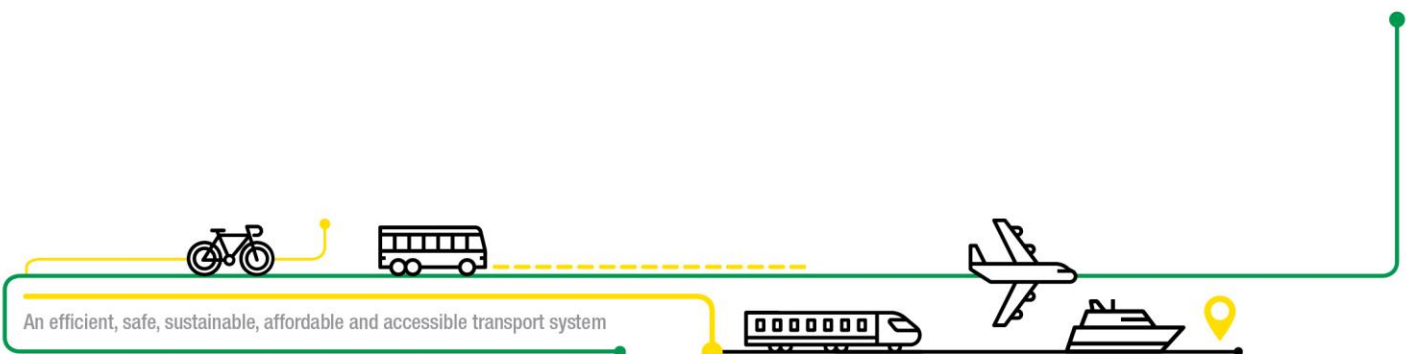 An efficient, safe, sustainable, affordable and accessible transport system